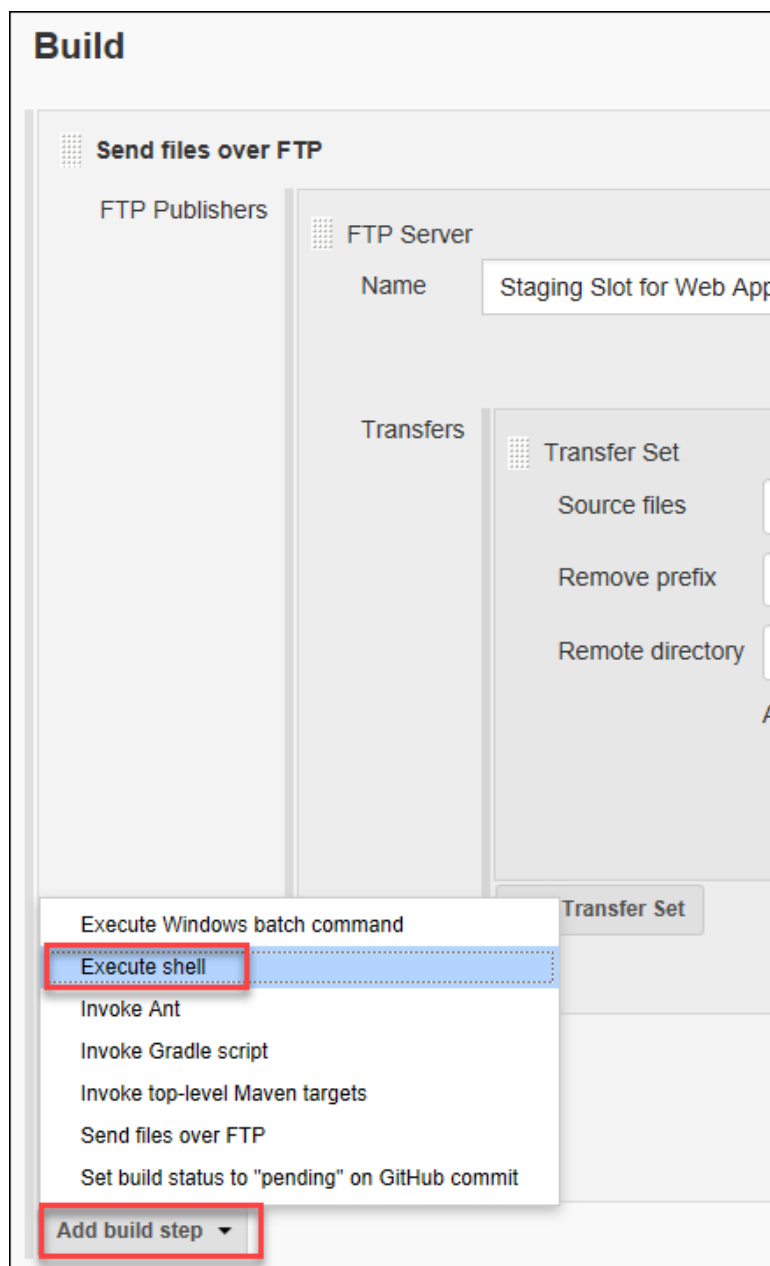 Build
Send files over FTP
FTP Publishers
FTP Server
Name
Staging Slot for Web App
Transfers
Transfer Set
Source files
Remove prefix
Remote directory
Transfer Set
Execute Windows batch command
Execute shell
Invoke Ant
Invoke Gradle script
Invoke top-level Maven targets
Send files over FTP
Set build status to "pending" on GitHub commit
Add build step